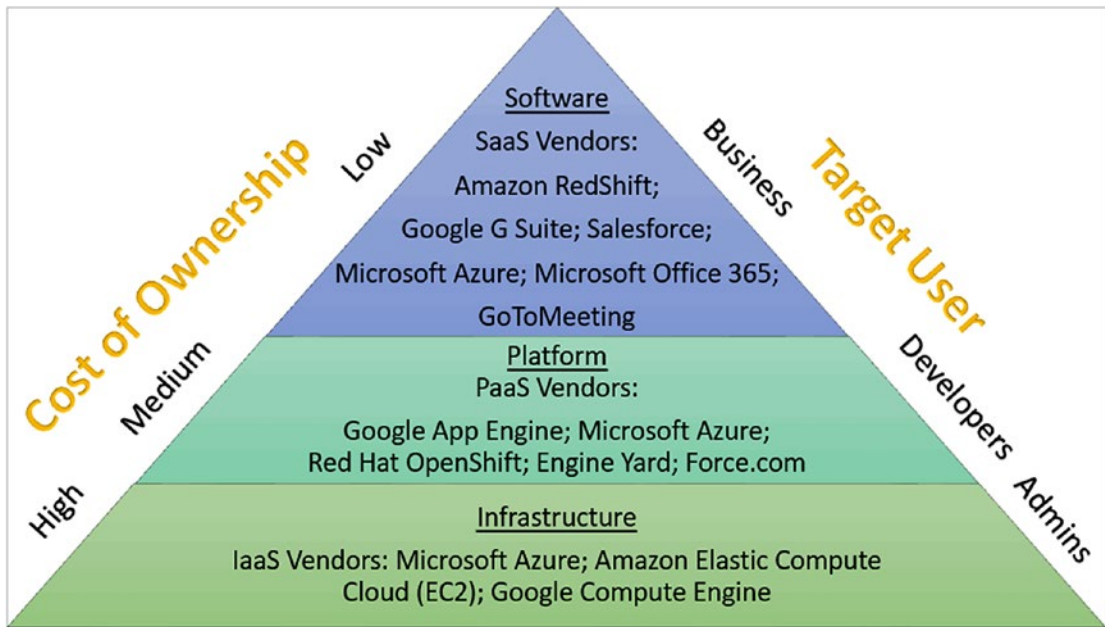 Software
SaaS Vendors:
Amazon RedShift;
Google G Suite; Salesforce;
Microsoft Azure; Microsoft Office 365;
GoToMeeting
Platform
PaaS Vendors:
Google App Engine; Microsoft Azure;
Red Hat OpenShift; Engine Yard; Force.com
Infrastructure
IaaS Vendors: Microsoft Azure; Amazon Elastic Compute
Cloud (EC2); Google Compute Engine
Cost of Ownership
Low
Medium
High
Target User
Business
Developers
Admins